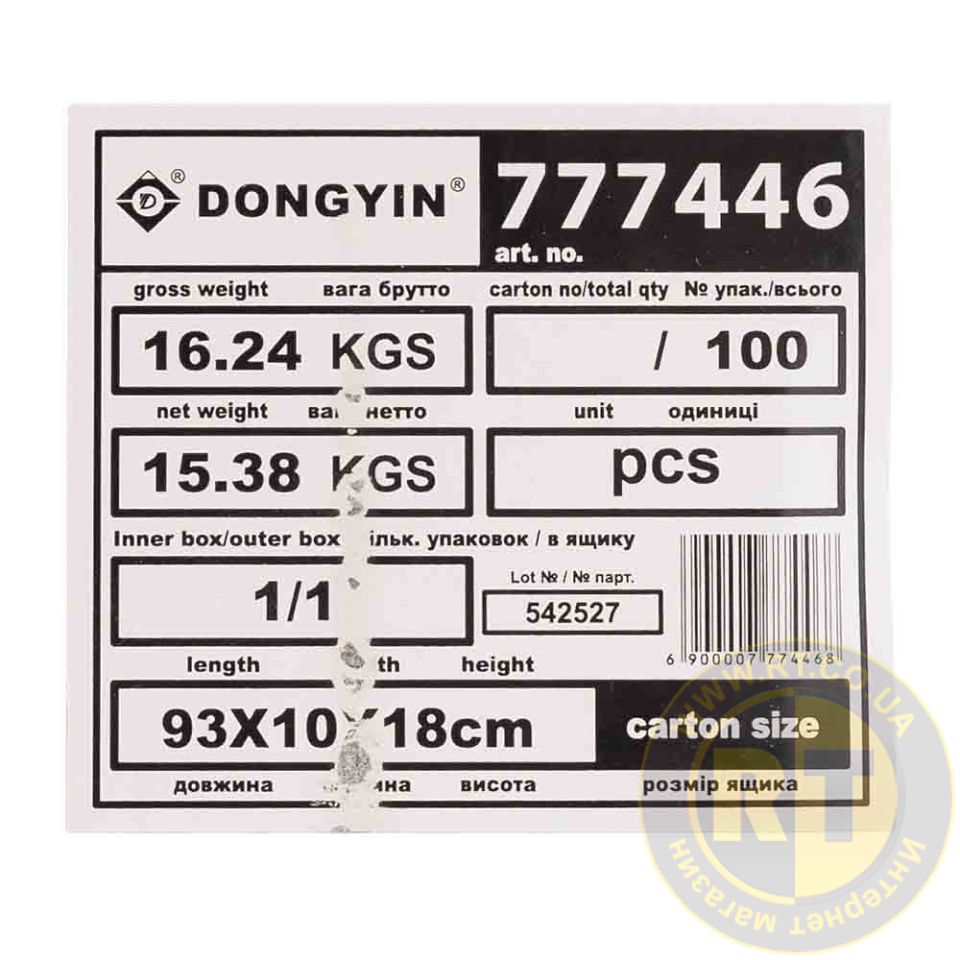 DONGYIN® 777446
art. no.
gross weight вага брутто carton no/total qty № упак./всього
16.24 KGS / 100
net weight нетто unit одиниці
15.38 KGS pcs
Inner box/outer box упаковок / в ящику
Lot № / № парт.
1/1 542527
6 900007 774468
length height
93X10X18cm carton size
довжина висота розмір ящика
WWW.RT.CO.UA
RT
Интернет магазин